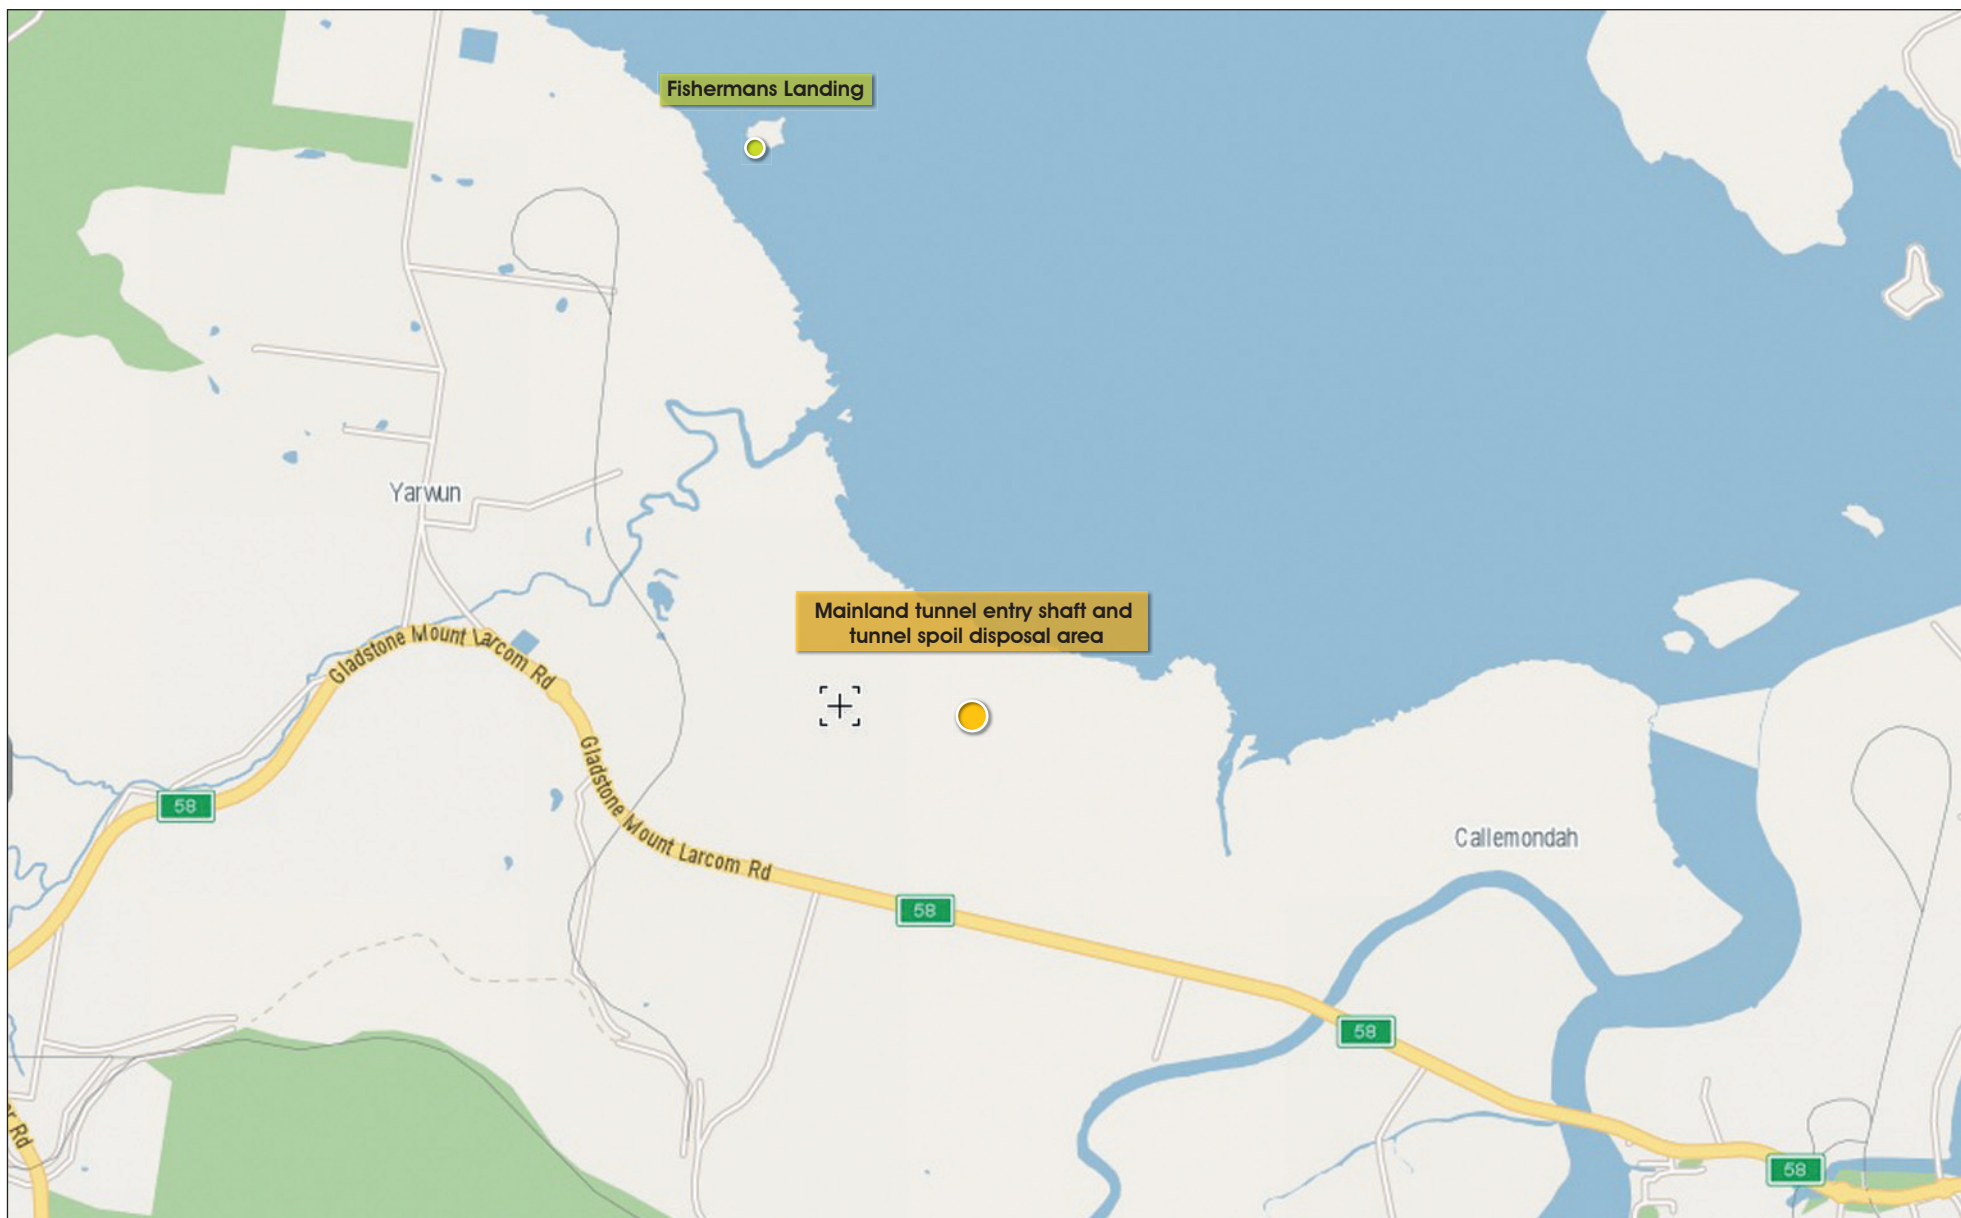 Fishermans Landing
Yarwun
Mainland tunnel entry shaft and
tunnel spoil disposal area
Gladstone Mount Larcom Rd
Gladstone Mount Larcom Rd
58
Callemondah
58
58
Rd
58